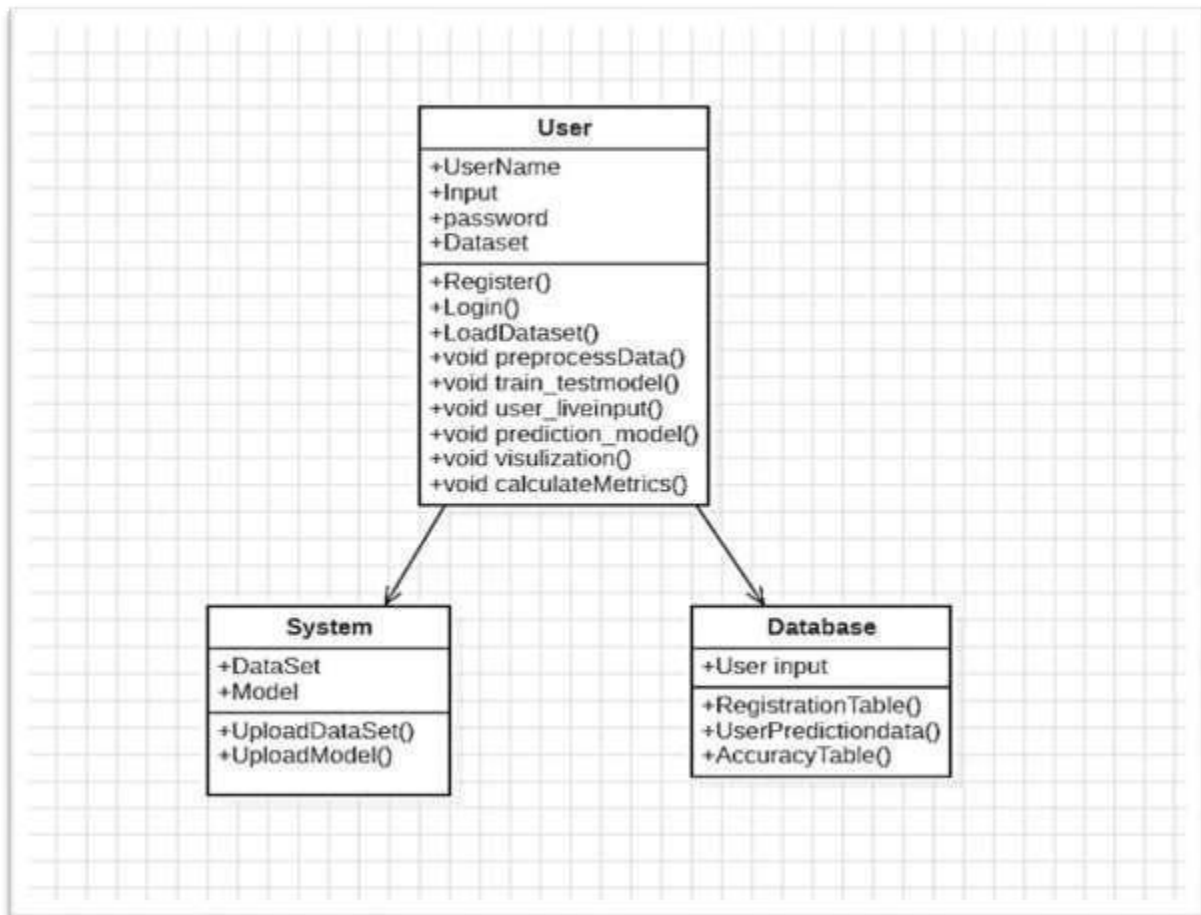 User
+UserName
+Input
+password
+Dataset
+Register()
+Login()
+LoadDataset()
+void preprocessData()
+void train_testmodel()
+void user_liveinput()
+void prediction_model()
+void visulization()
+void calculateMetrics()
System
+DataSet
+Model
+UploadDataSet()
+UploadModel()
Database
+User input
+RegistrationTable()
+UserPredictiondata()
+AccuracyTable()